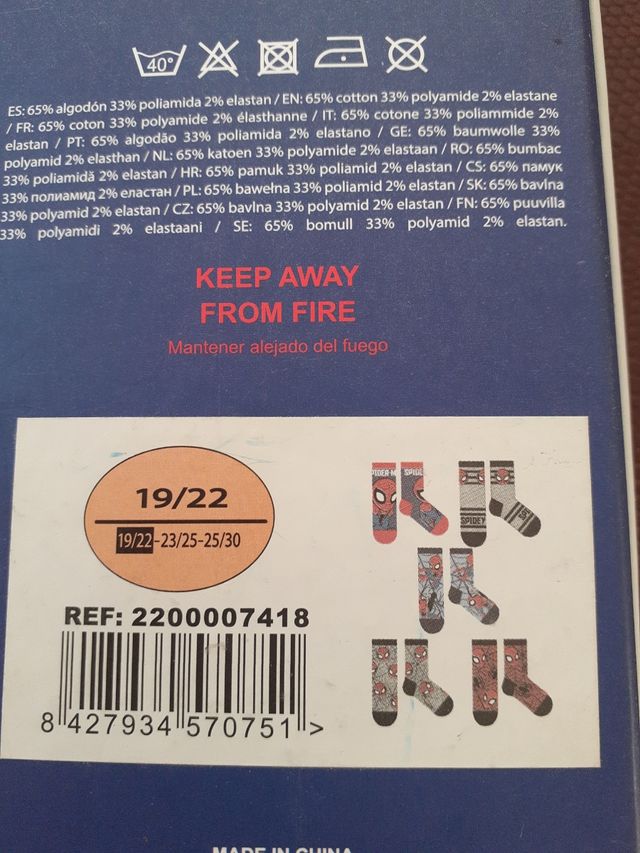 40°
ES: 65% algodón 33% poliamida 2% elastan / EN: 65% cotton 33% polyamide 2% elastane
/ FR: 65% coton 33% polyamide 2% élasthanne / IT: 65% cotone 33% poliammide 2%
elastan / PT: 65% algodão 33% poliamida 2% elastano / GE: 65% baumwolle 33%
polyamid 2% elasthan / NL: 65% katoen 33% polyamide 2% elastaan / RO: 65% bumbac
33% poliamidă 2% elastan / HR: 65% pamuk 33% poliamid 2% elastan / CS: 65% памук
33% полиамид 2% еластан / PL: 65% bawełna 33% poliamid 2% elastan / SK: 65% bavlna
33% polyamid 2% elastan / CZ: 65% bavlna 33% polyamid 2% elastan / FN: 65% puuvilla
33% polyamidi 2% elastaani / SE: 65% bomull 33% polyamid 2% elastan.
KEEP AWAY
FROM FIRE
Mantener alejado del fuego
19/22
19/22-23/25-25/30
REF: 2200007418
8 427934 570751 >
SPIDEY
MADE IN CHINA